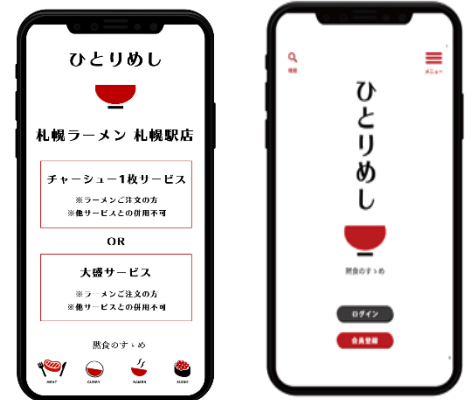 ひとりめし
札幌ラーメン 札幌駅店
チャーシュー1枚サービス
※ラーメンご注文の方
※他サービスとの併用不可
OR
大盛サービス
※ラーメンご注文の方
※他サービスとの併用不可
黙食のすゝめ
MEAT CURRY RAMEN SUSHI
検索
メニュー
ひとりめし
黙食のすゝめ
ログイン
会員登録